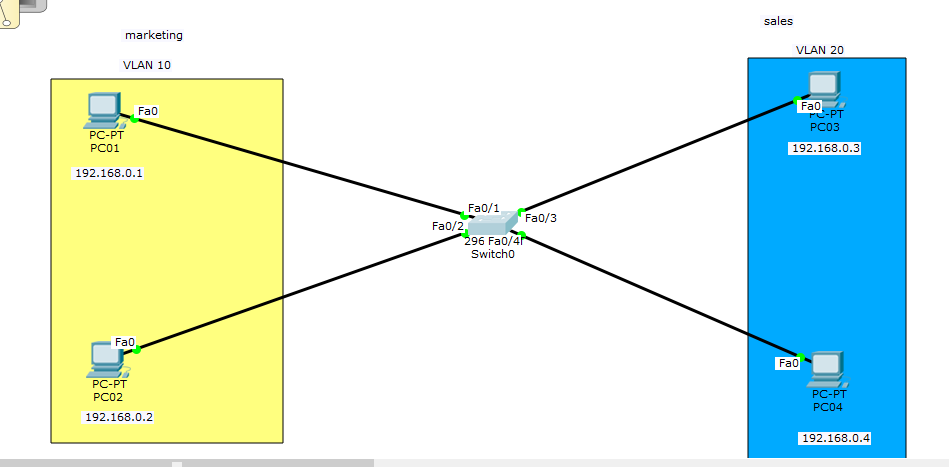 marketing
VLAN 10
Fa0
PC-PT
PC01
192.168.0.1
Fa0
PC-PT
PC02
192.168.0.2
Fa0/1
Fa0/2
Fa0/3
296 Fa0/4
Switch0
sales
VLAN 20
Fa0
PC-PT
PC03
192.168.0.3
Fa0
PC-PT
PC04
192.168.0.4